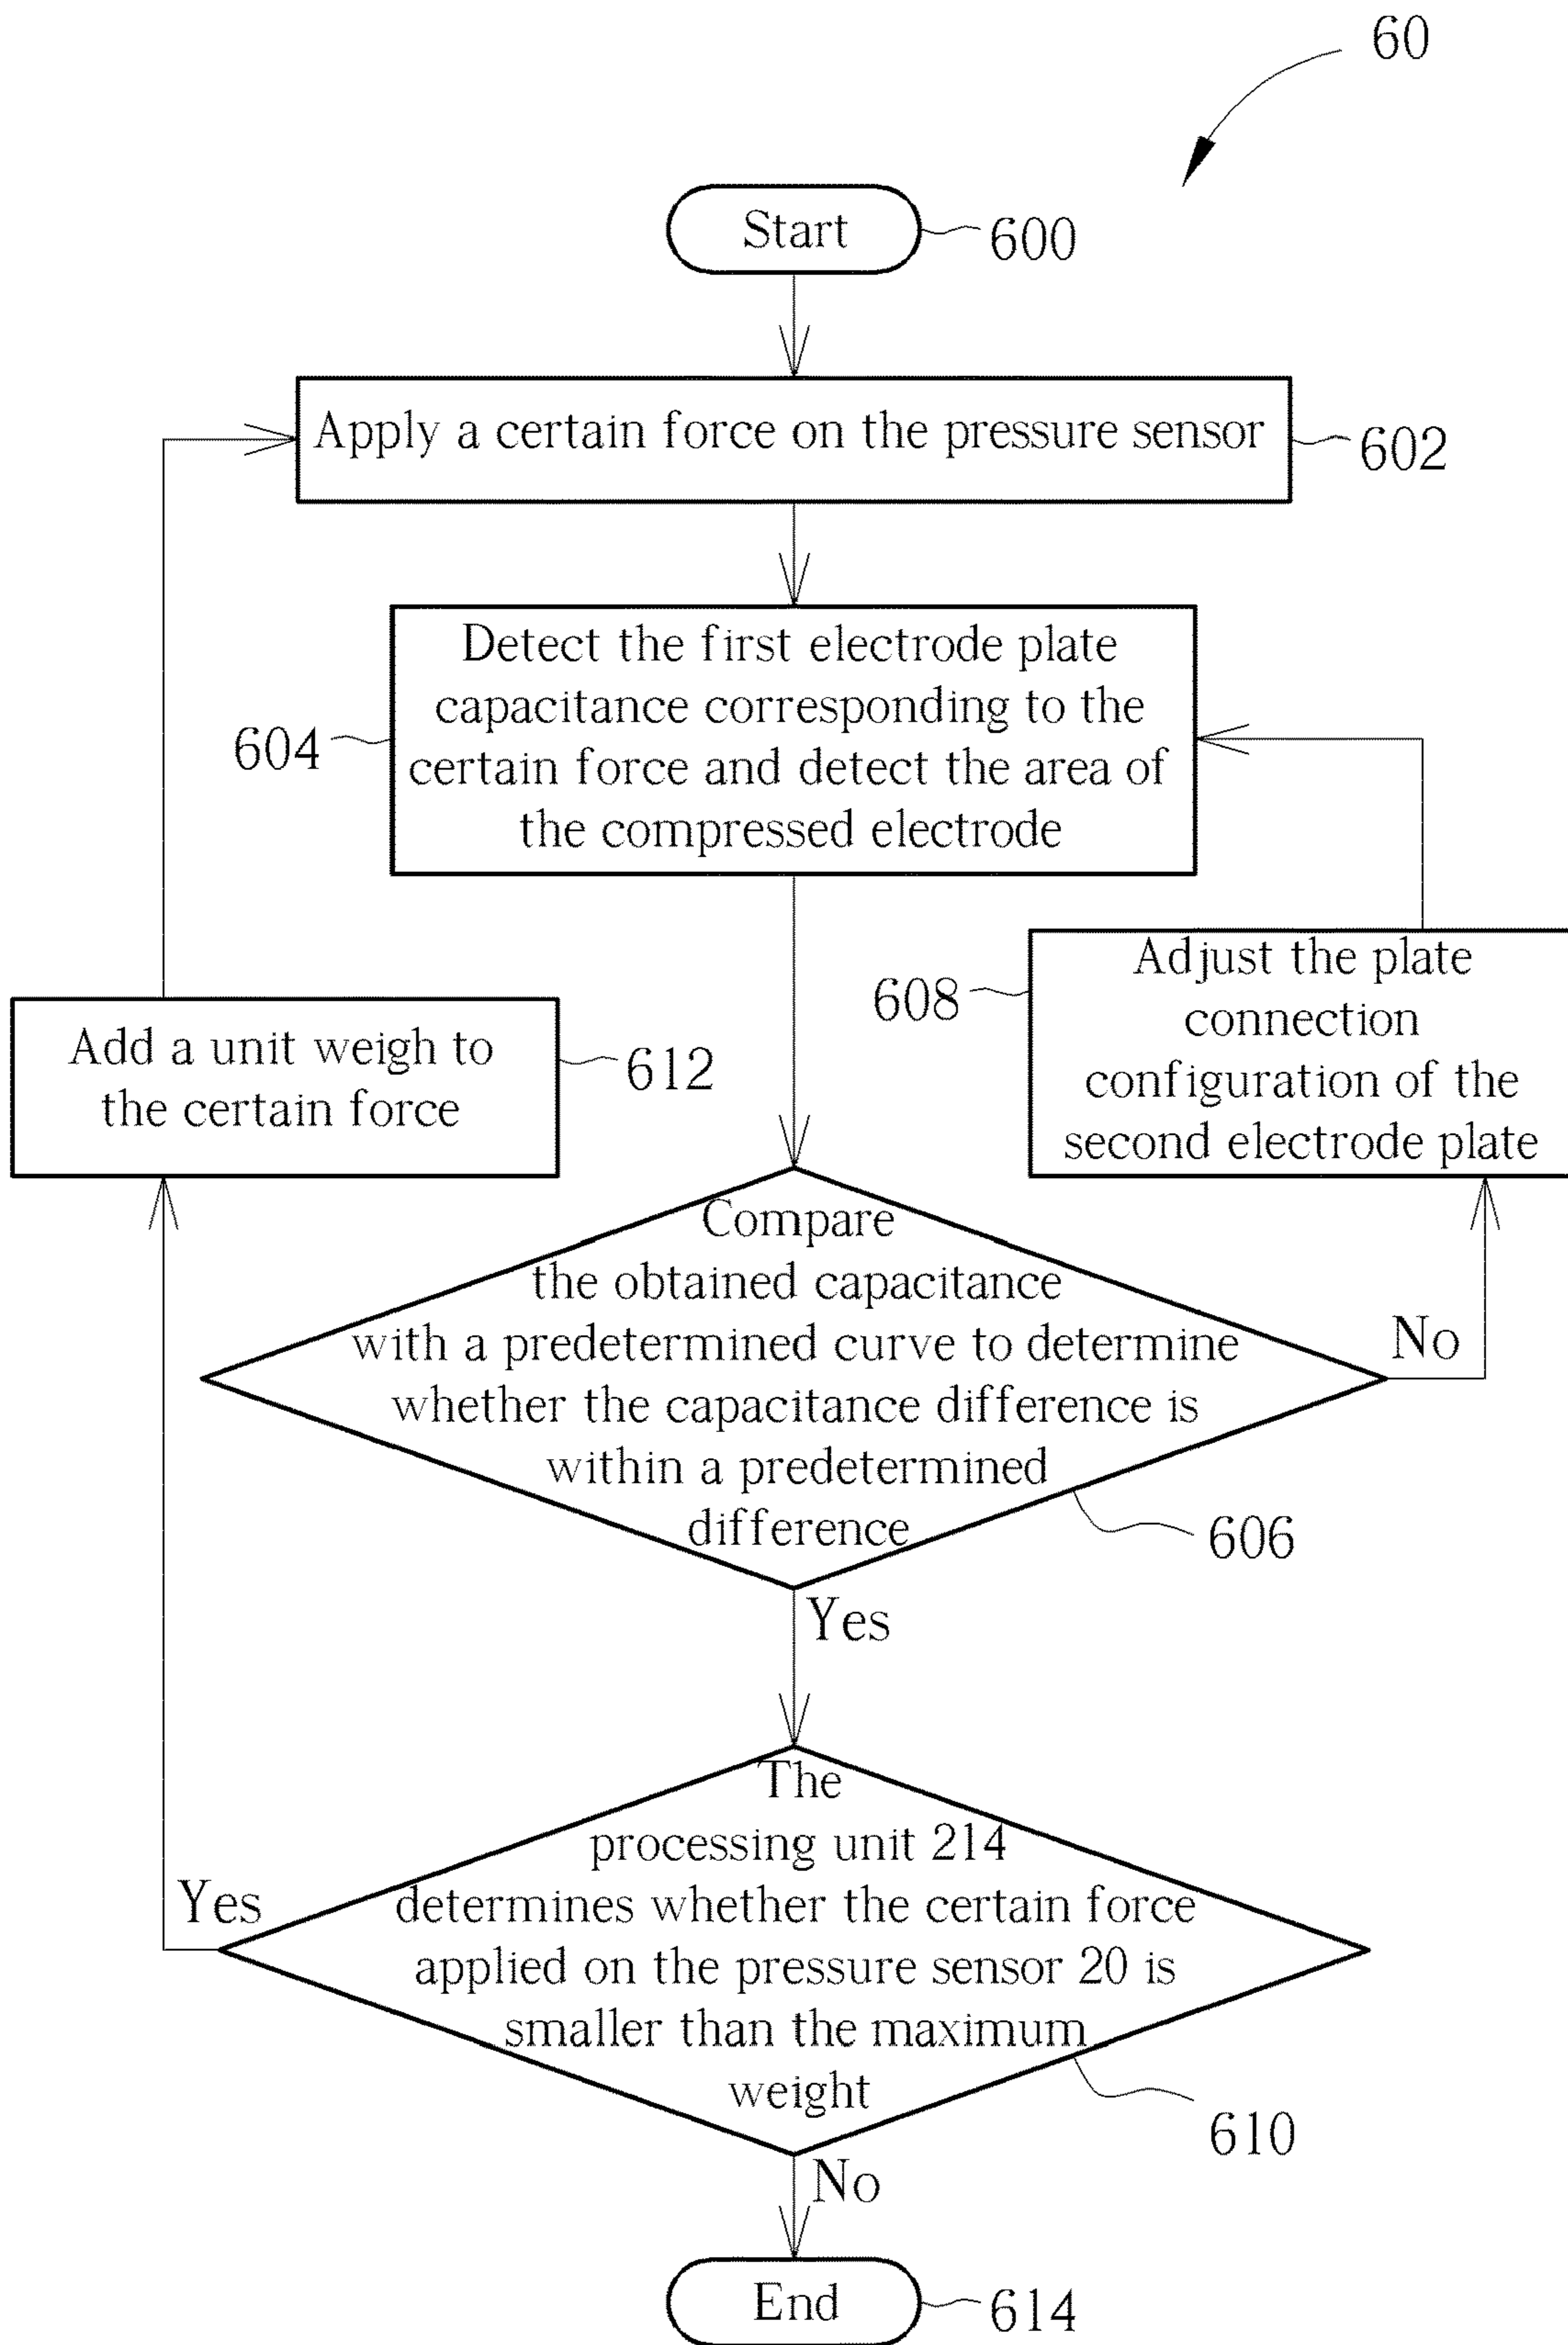 60
Start
600
Apply a certain force on the pressure sensor
602
Detect the first electrode plate
capacitance corresponding to the
certain force and detect the area of
the compressed electrode
604
Adjust the plate
connection
configuration of the
second electrode plate
608
Add a unit weigh to
the certain force
612
Compare
the obtained capacitance
with a predetermined curve to determine
whether the capacitance difference is
within a predetermined
difference
606
No
Yes
The
processing unit 214
determines whether the certain force
applied on the pressure sensor 20 is
smaller than the maximum
weight
610
Yes
No
End
614